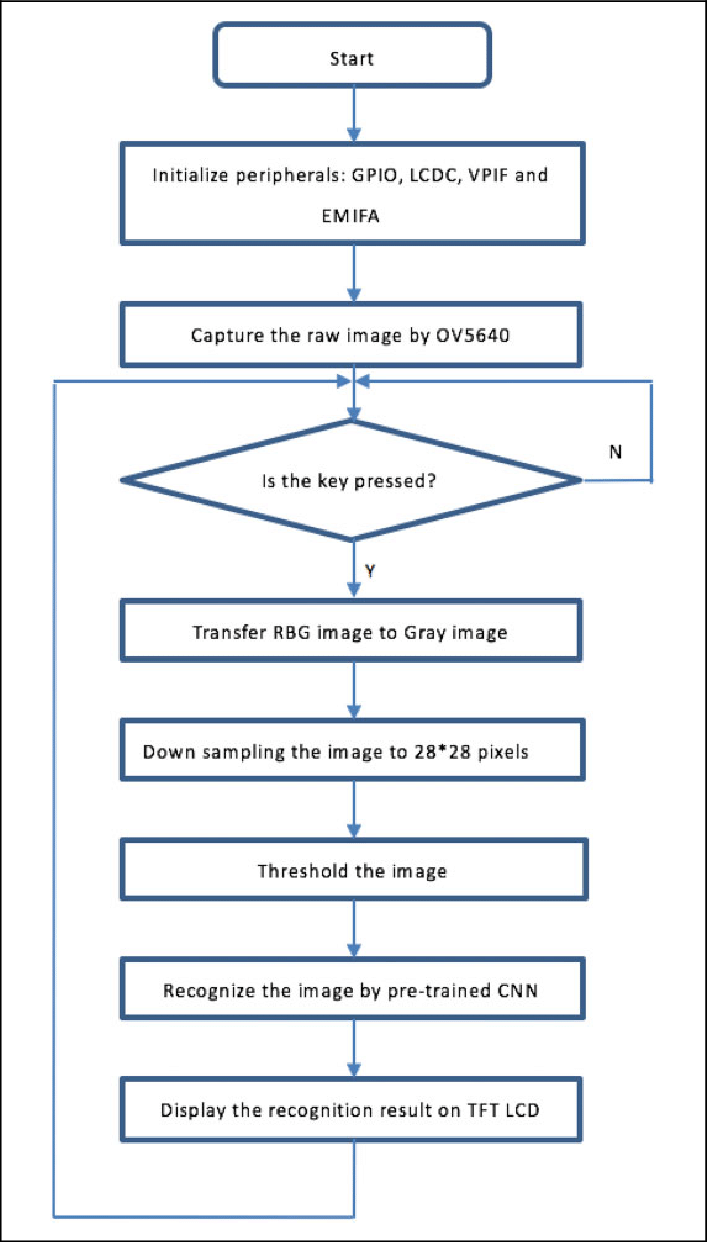 Start
Initialize peripherals: GPIO, LCDC, VPIF and
EMIFA
Capture the raw image by OV5640
Is the key pressed?
N
Y
Transfer RBG image to Gray image
Down sampling the image to 28*28 pixels
Threshold the image
Recognize the image by pre-trained CNN
Display the recognition result on TFT LCD